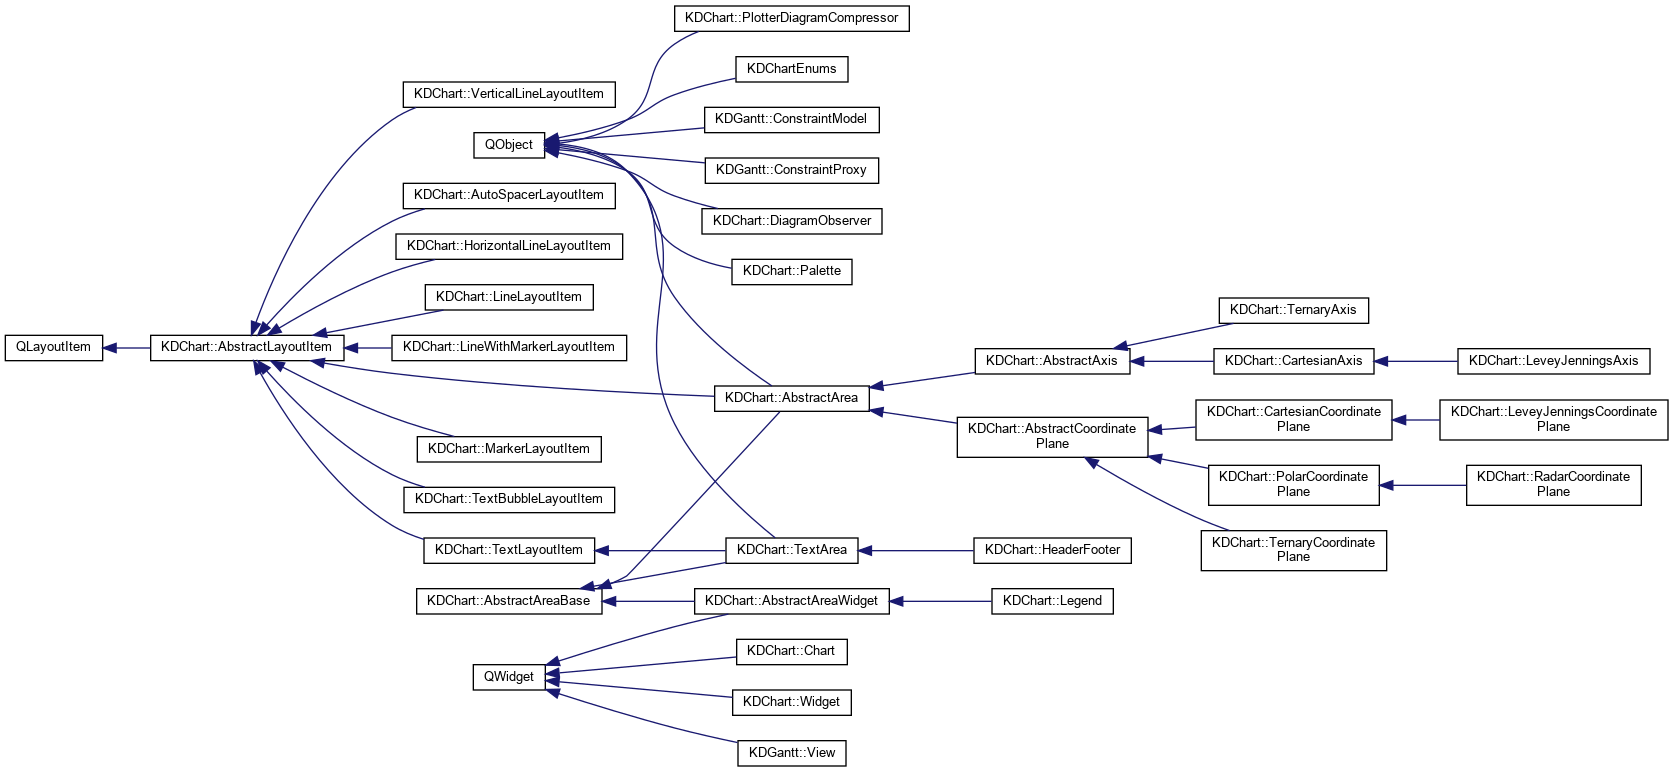 KDChart::PlotterDiagramCompressor
KDChartEnums
KDChart::VerticalLineLayoutItem
KDGantt::ConstraintModel
QObject
KDGantt::ConstraintProxy
KDChart::AutoSpacerLayoutItem
KDChart::DiagramObserver
KDChart::HorizontalLineLayoutItem
KDChart::Palette
KDChart::LineLayoutItem
KDChart::TernaryAxis
QLayoutItem
KDChart::AbstractLayoutItem
KDChart::LineWithMarkerLayoutItem
KDChart::AbstractAxis
KDChart::CartesianAxis
KDChart::LeveyJenningsAxis
KDChart::AbstractArea
KDChart::AbstractCoordinate
Plane
KDChart::CartesianCoordinate
Plane
KDChart::LeveyJenningsCoordinate
Plane
KDChart::MarkerLayoutItem
KDChart::PolarCoordinate
Plane
KDChart::RadarCoordinate
Plane
KDChart::TextBubbleLayoutItem
KDChart::TextLayoutItem
KDChart::TextArea
KDChart::HeaderFooter
KDChart::TernaryCoordinate
Plane
KDChart::AbstractAreaBase
KDChart::AbstractAreaWidget
KDChart::Legend
KDChart::Chart
QWidget
KDChart::Widget
KDGantt::View